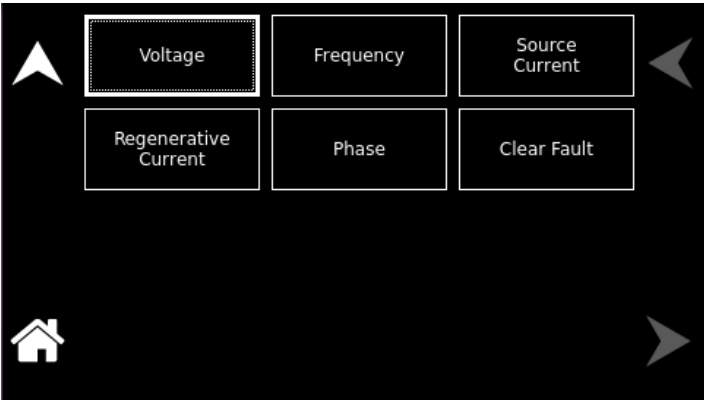 Voltage
Frequency
Source
Current
Regenerative
Current
Phase
Clear Fault